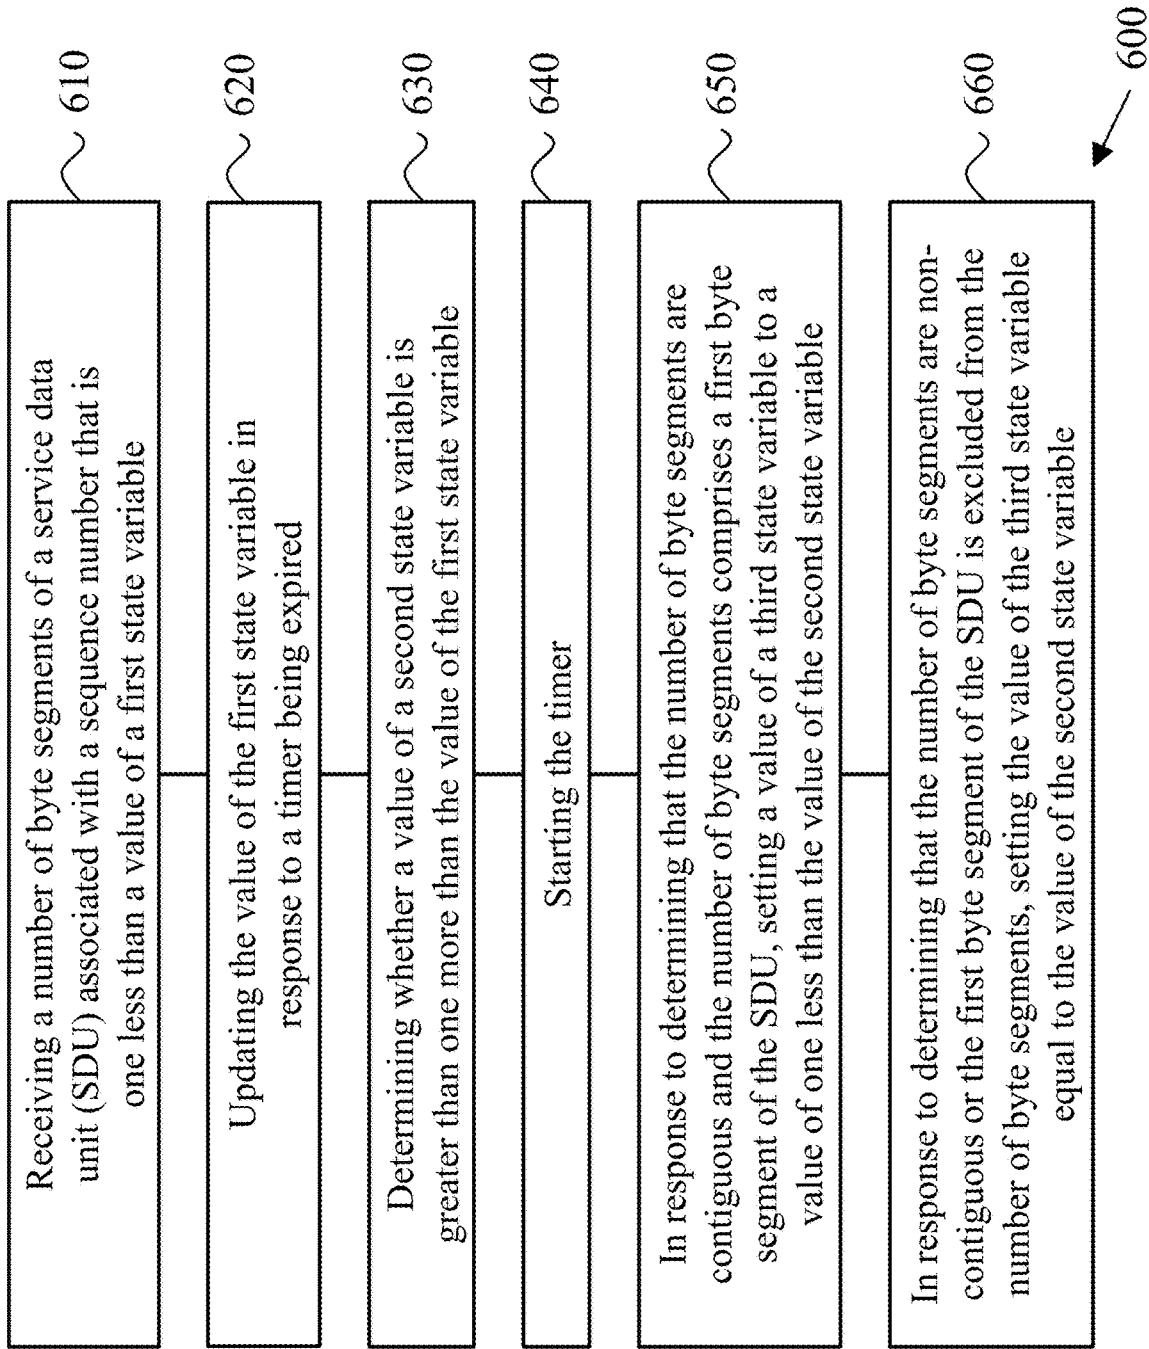 Receiving a number of byte segments of a service data
unit (SDU) associated with a sequence number that is
one less than a value of a first state variable
610
Updating the value of the first state variable in
response to a timer being expired
620
Determining whether a value of a second state variable is
greater than one more than the value of the first state variable
630
Starting the timer
640
In response to determining that the number of byte segments are
contiguous and the number of byte segments comprises a first byte
segment of the SDU, setting a value of a third state variable to a
value of one less than the value of the second state variable
650
In response to determining that the number of byte segments are non-
contiguous or the first byte segment of the SDU is excluded from the
number of byte segments, setting the value of the third state variable
equal to the value of the second state variable
660
600